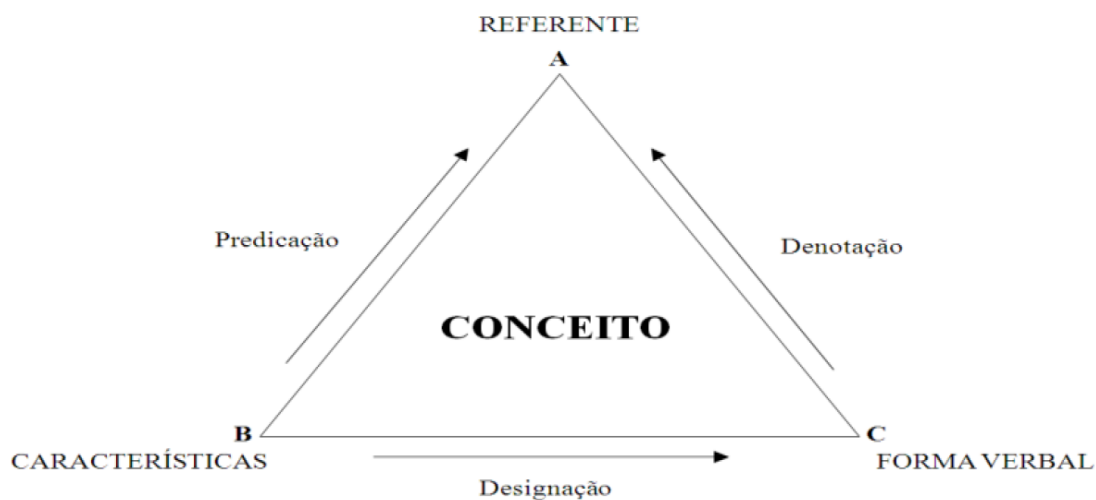 REFERENTE
A
Predicação
Denotação
CONCEITO
B
C
CARACTERÍSTICAS
FORMA VERBAL
Designação